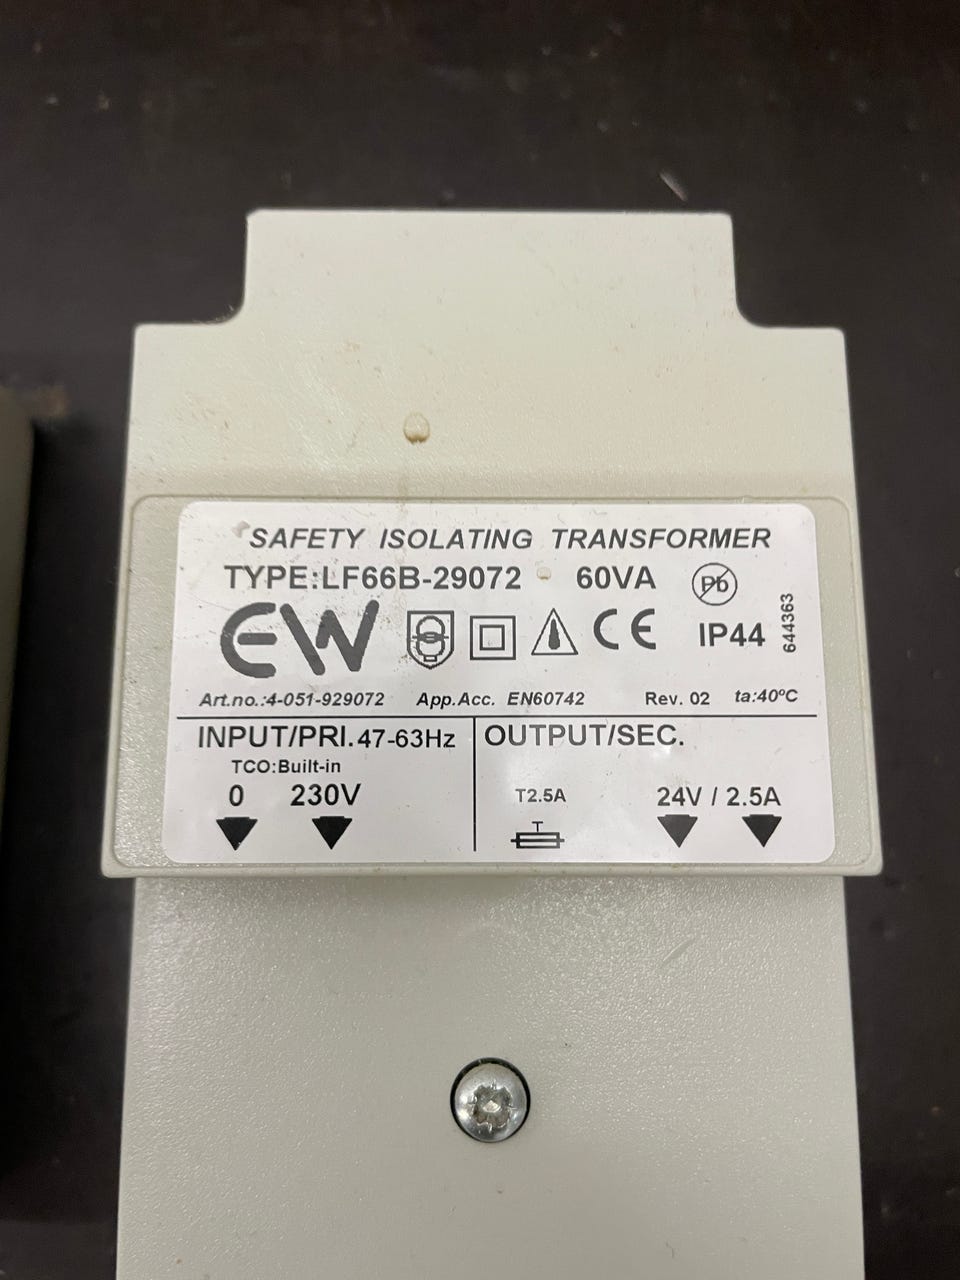 SAFETY ISOLATING TRANSFORMER
TYPE:LF66B-29072 60VA Pb
EW CE IP44 644363
Art.no.:4-051-929072 App.Acc. EN60742 Rev. 02 ta:40ºC
INPUT/PRI. 47-63Hz OUTPUT/SEC.
TCO:Built-in
0 230V T2.5A 24V / 2.5A
T